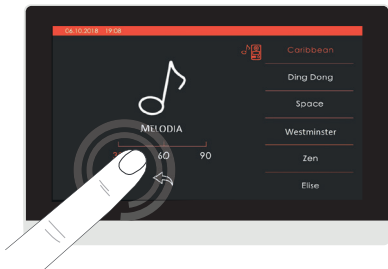 06.10.2018 19:08
Caribbean
Ding Dong
Space
MELODIA
Westminster
60 90
Zen
Elise